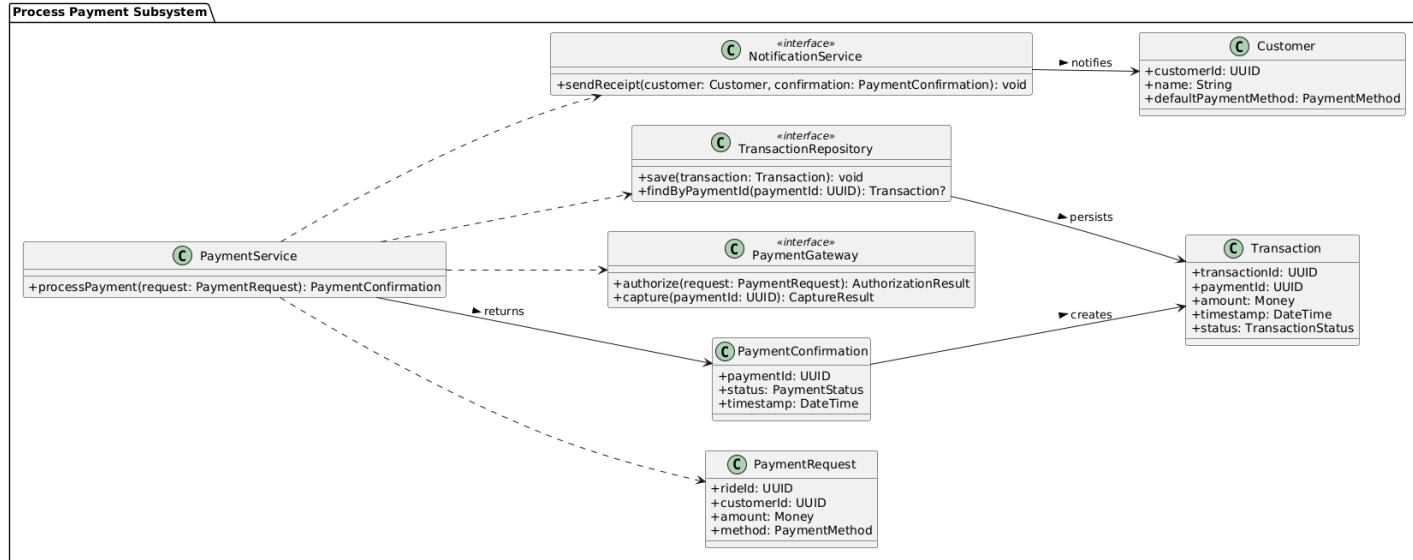 Process Payment Subsystem
C
«interface»
NotificationService
+sendReceipt(customer: Customer, confirmation: PaymentConfirmation): void
notifies
C Customer
+customerId: UUID
+name: String
+defaultPaymentMethod: PaymentMethod
C
«interface»
TransactionRepository
+save(transaction: Transaction): void
+findByPaymentId(paymentId: UUID): Transaction?
persists
C PaymentService
+processPayment(request: PaymentRequest): PaymentConfirmation
C
«interface»
PaymentGateway
+authorize(request: PaymentRequest): AuthorizationResult
+capture(paymentId: UUID): CaptureResult
C Transaction
+transactionId: UUID
+paymentId: UUID
+amount: Money
+timestamp: DateTime
+status: TransactionStatus
returns
creates
C PaymentConfirmation
+paymentId: UUID
+status: PaymentStatus
+timestamp: DateTime
C PaymentRequest
+rideId: UUID
+customerId: UUID
+amount: Money
+method: PaymentMethod